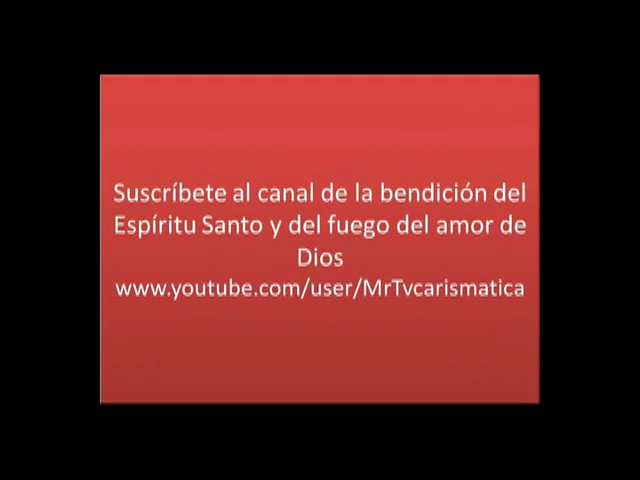 Suscríbete al canal de la bendición del
Espíritu Santo y del fuego del amor de
Dios
www.youtube.com/user/MrTvcarismatica